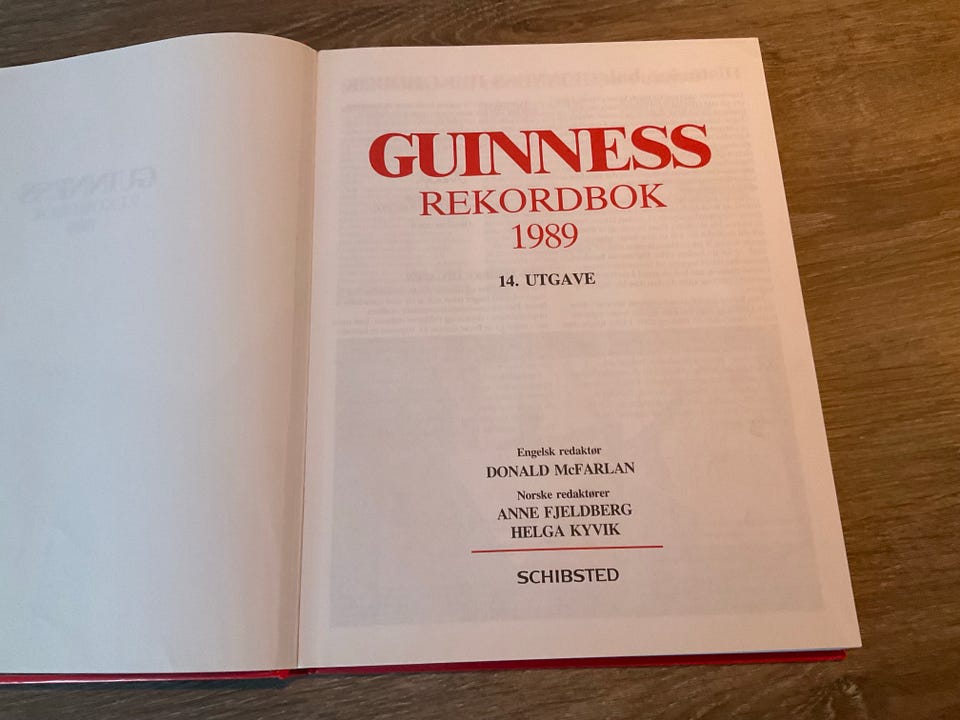 GUINNESS
REKORDBOK
1989
14. UTGAVE
Engelsk redaktør
DONALD McFARLAN
Norske redaktører
ANNE FJELDBERG
HELGA KYVIK
SCHIBSTED